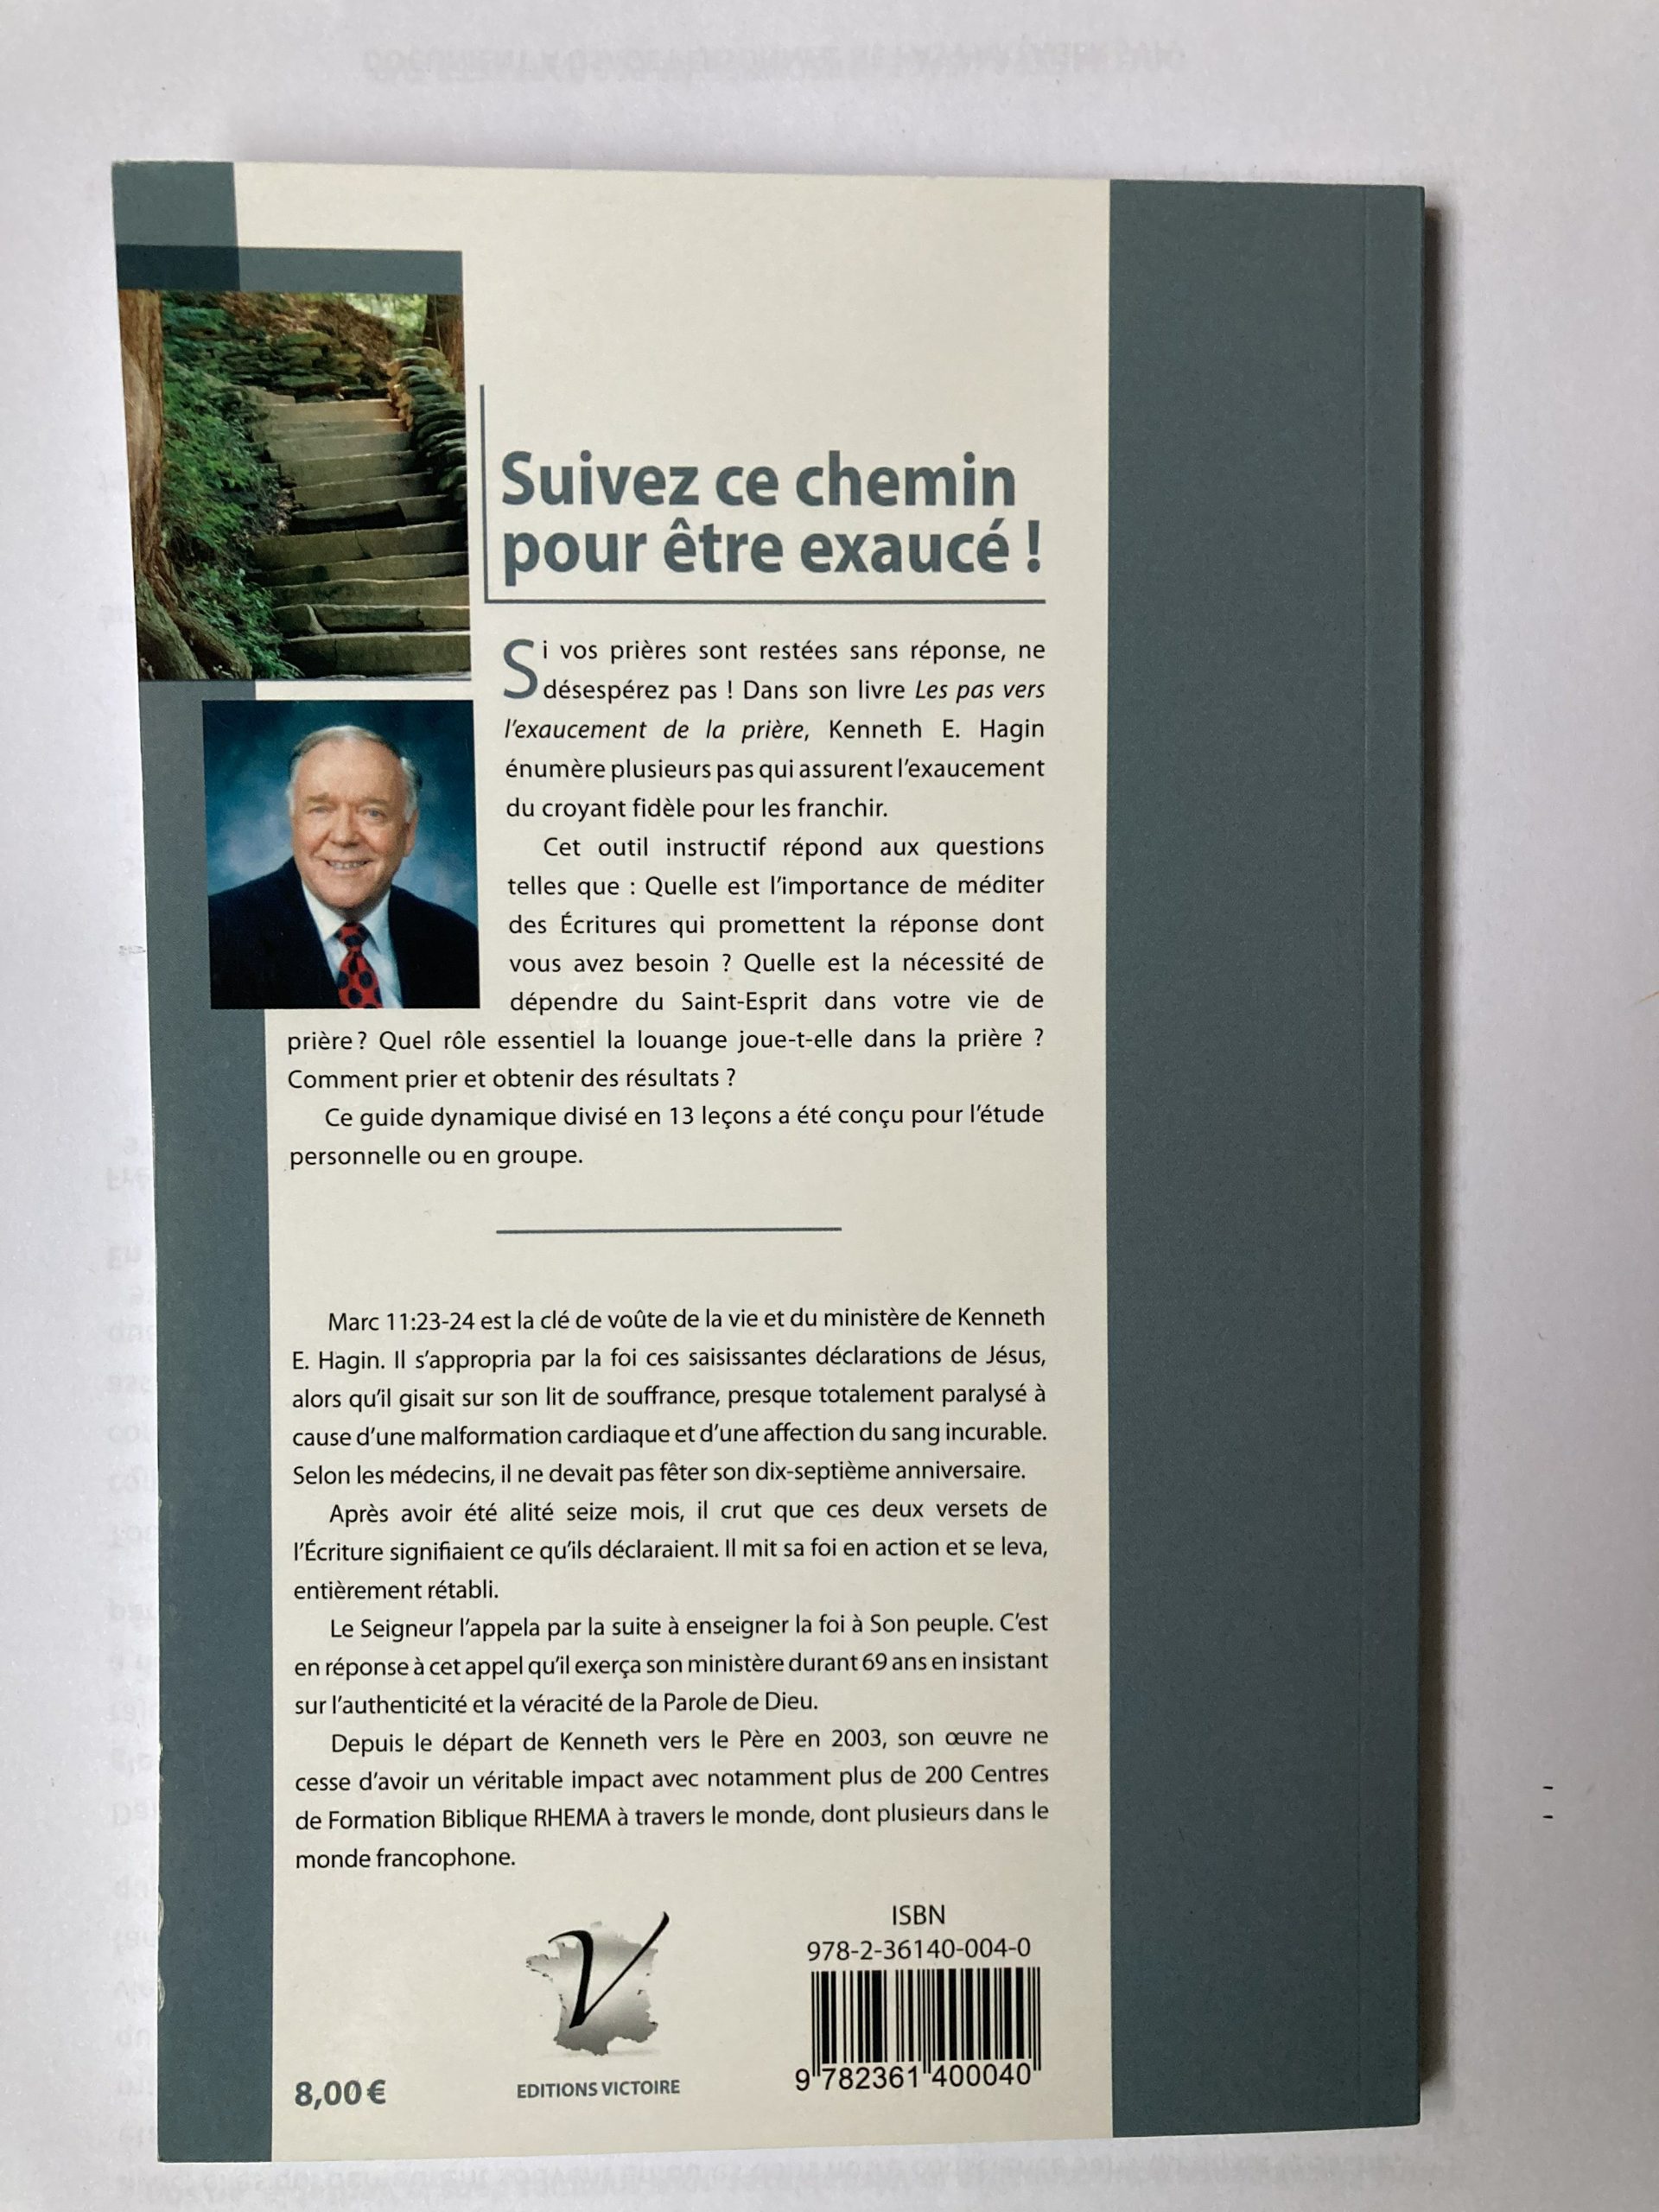 Suivez ce chemin
pour être exaucé !
Si vos prières sont restées sans réponse, ne
désespérez pas ! Dans son livre Les pas vers
l'exaucement de la prière, Kenneth E. Hagin
énumère plusieurs pas qui assurent l'exaucement
du croyant fidèle pour les franchir.
Cet outil instructif répond aux questions
telles que : Quelle est l'importance de méditer
des Écritures qui promettent la réponse dont
vous avez besoin ? Quelle est la nécessité de
dépendre du Saint-Esprit dans votre vie de
prière ? Quel rôle essentiel la louange joue-t-elle dans la prière ?
Comment prier et obtenir des résultats ?
Ce guide dynamique divisé en 13 leçons a été conçu pour l'étude
personnelle ou en groupe.
Marc 11:23-24 est la clé de voûte de la vie et du ministère de Kenneth
E. Hagin. Il s'appropria par la foi ces saisissantes déclarations de Jésus,
alors qu'il gisait sur son lit de souffrance, presque totalement paralysé à
cause d'une malformation cardiaque et d'une affection du sang incurable.
Selon les médecins, il ne devait pas fêter son dix-septième anniversaire.
Après avoir été alité seize mois, il crut que ces deux versets de
l'Écriture signifiaient ce qu'ils déclaraient. Il mit sa foi en action et se leva,
entièrement rétabli.
Le Seigneur l'appela par la suite à enseigner la foi à Son peuple. C'est
en réponse à cet appel qu'il exerça son ministère durant 69 ans en insistant
sur l'authenticité et la véracité de la Parole de Dieu.
Depuis le départ de Kenneth vers le Père en 2003, son œuvre ne
cesse d'avoir un véritable impact avec notamment plus de 200 Centres
de Formation Biblique RHEMA à travers le monde, dont plusieurs dans le
monde francophone.
8,00 €
V
EDITIONS VICTOIRE
ISBN
978-2-36140-004-0
9 782361 400040